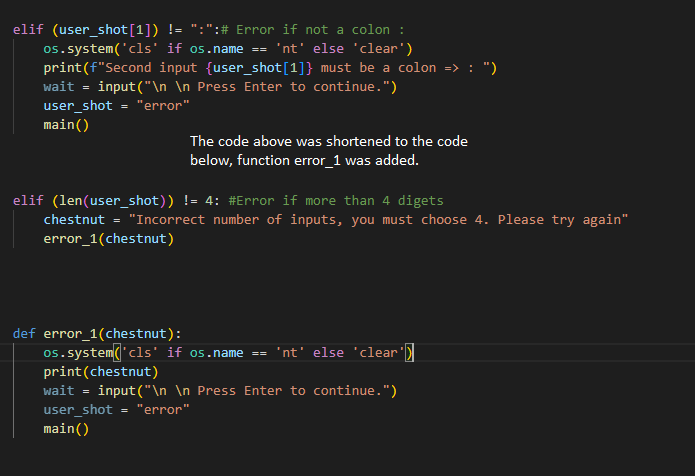 elif (user_shot[1]) != ":":# Error if not a colon :
os.system('cls' if os.name == 'nt' else 'clear')
print(f"Second input {user_shot[1]} must be a colon => : ")
wait = input("\n \n Press Enter to continue.")
user_shot = "error"
main()
The code above was shortened to the code
below, function error_1 was added.
elif (len(user_shot)) != 4: #Error if more than 4 digets
chestnut = "Incorrect number of inputs, you must choose 4. Please try again"
error_1(chestnut)
def error_1(chestnut):
os.system('cls' if os.name == 'nt' else 'clear')
print(chestnut)
wait = input("\n \n Press Enter to continue.")
user_shot = "error"
main()